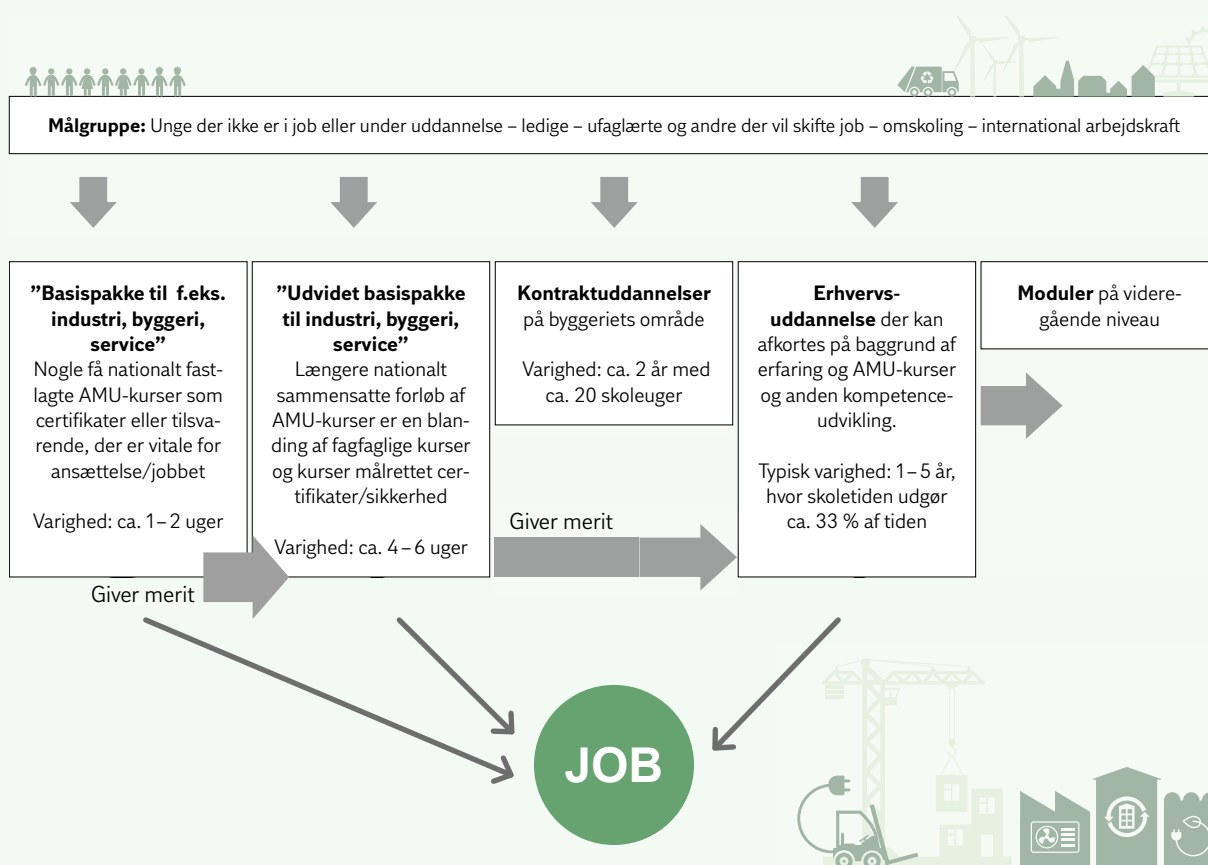 Målgruppe: Unge der ikke er i job eller under uddannelse – ledige – ufaglærte og andre der vil skifte job – omskoling – international arbejdskraft
”Basispakke til f.eks.
industri, byggeri,
service”
Nogle få nationalt fast-
lagte AMU-kurser som
certifikater eller tilsva-
rende, der er vitale for
ansættelse/jobbet
Varighed: ca. 1 – 2 uger
”Udvidet basispakke
til industri, byggeri,
service”
Længere nationalt
sammensatte forløb af
AMU-kurser er en blan-
ding af fagfaglige kurser
og kurser målrettet cer-
tifikater/sikkerhed
Varighed: ca. 4 – 6 uger
Kontraktuddannelser
på byggeriets område
Varighed: ca. 2 år med
ca. 20 skoleuger
Erhvervs-
uddannelse der kan
afkortes på baggrund af
erfaring og AMU-kurser
og anden kompetence-
udvikling.
Typisk varighed: 1 – 5 år,
hvor skoletiden udgør
ca. 33 % af tiden
Moduler på videre-
gående niveau
Giver merit
Giver merit
JOB